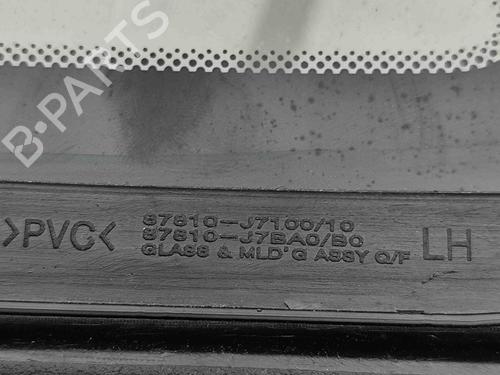 B-PARTS
87810-J7100/10
>PVC< 87810-J7BA0/B0 LH
GLASS & MLD'G ASSY Q/F